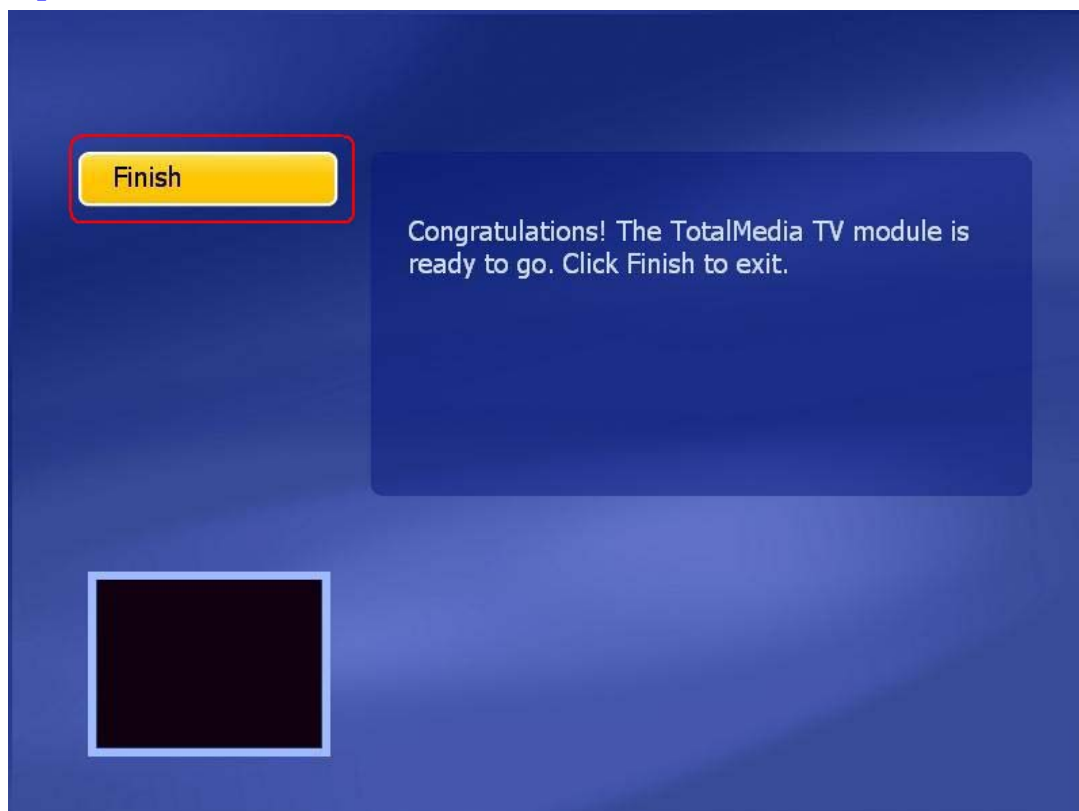 Finish
Congratulations! The TotalMedia TV module is
ready to go. Click Finish to exit.